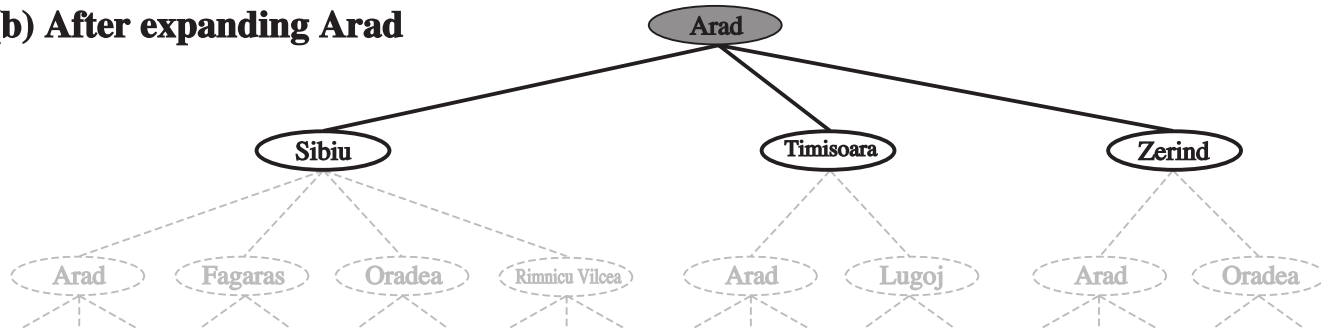 b) After expanding Arad
Arad
Sibiu
Timisoara
Zerind
Arad
Fagaras
Oradea
Rimnicu Vilcea
Arad
Lugoj
Arad
Oradea